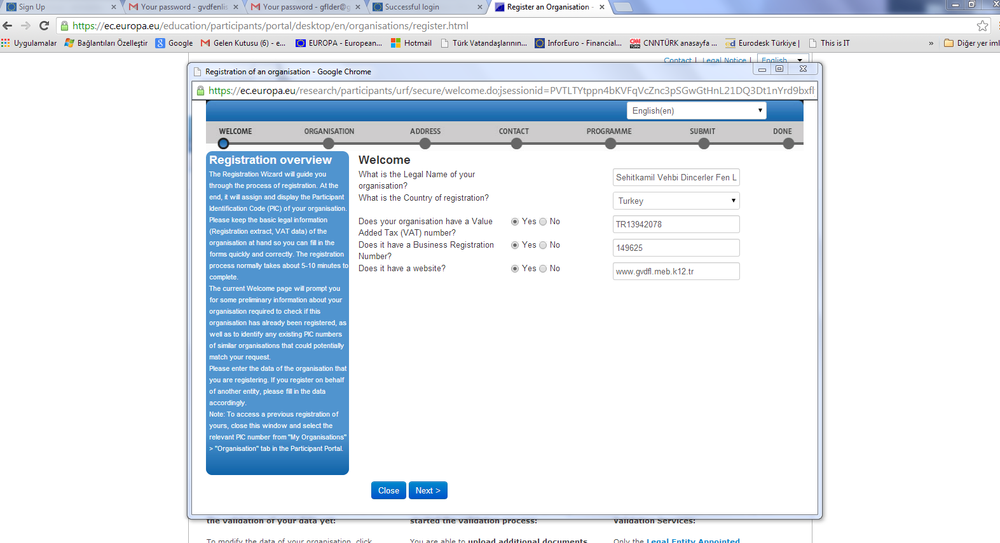 Sign Up
Your password - gvdfenlis
Your password - gflder@g
Successful login
Register an Organisation -
https://ec.europa.eu/education/participants/portal/desktop/en/organisations/register.html
Uygulamalar Bağlantıları Özelleştir Google Gelen Kutusu (6) - e... EUROPA - European... Hotmail Türk Vatandaşlarının... InforEuro - Financial... CNNTÜRK anasayfa ... Eurodesk Türkiye | This is IT » Diğer yer iml
Contact | Legal Notice | English
Registration of an organisation - Google Chrome
https://ec.europa.eu/research/participants/urf/secure/welcome.do;jsessionid=PVTLTYtppn4bKVFqVcZnc3pSGwGtHnL21DQ3Dt1nYrd9bxfl
English(en)
WELCOME ORGANISATION ADDRESS CONTACT PROGRAMME SUBMIT DONE
Registration overview
The Registration Wizard will guide you
through the process of registration. At the
end, it will assign and display the Participant
Identification Code (PIC) of your organisation.
Please keep the basic legal information
(Registration extract, VAT data) of the
organisation at hand so you can fill in the
forms quickly and correctly. The registration
process normally takes about 5-10 minutes to
complete.
The current Welcome page will prompt you
for some preliminary information about your
organisation required to check if this
organisation has already been registered, as
well as to identify any existing PIC numbers
of similar organisations that could potentially
match your request.
Please enter the data of the organisation that
you are registering. If you register on behalf
of another entity, please fill in the data
accordingly.
Note: To access a previous registration of
yours, close this window and select the
relevant PIC number from "My Organisations"
> "Organisation" tab in the Participant Portal.
Welcome
What is the Legal Name of your
organisation?
Sehitkamil Vehbi Dincerler Fen L
What is the Country of registration?
Turkey
Does your organisation have a Value
Added Tax (VAT) number?
Yes No
TR13942078
Does it have a Business Registration
Number?
Yes No
149625
Does it have a website?
Yes No
www.gvdfl.meb.k12.tr
Close Next >
the validation of your data yet:
started the validation process:
Validation Services:
To modify the data of your organisation, click
You are able to upload additional documents
Only the Legal Entity Appointed